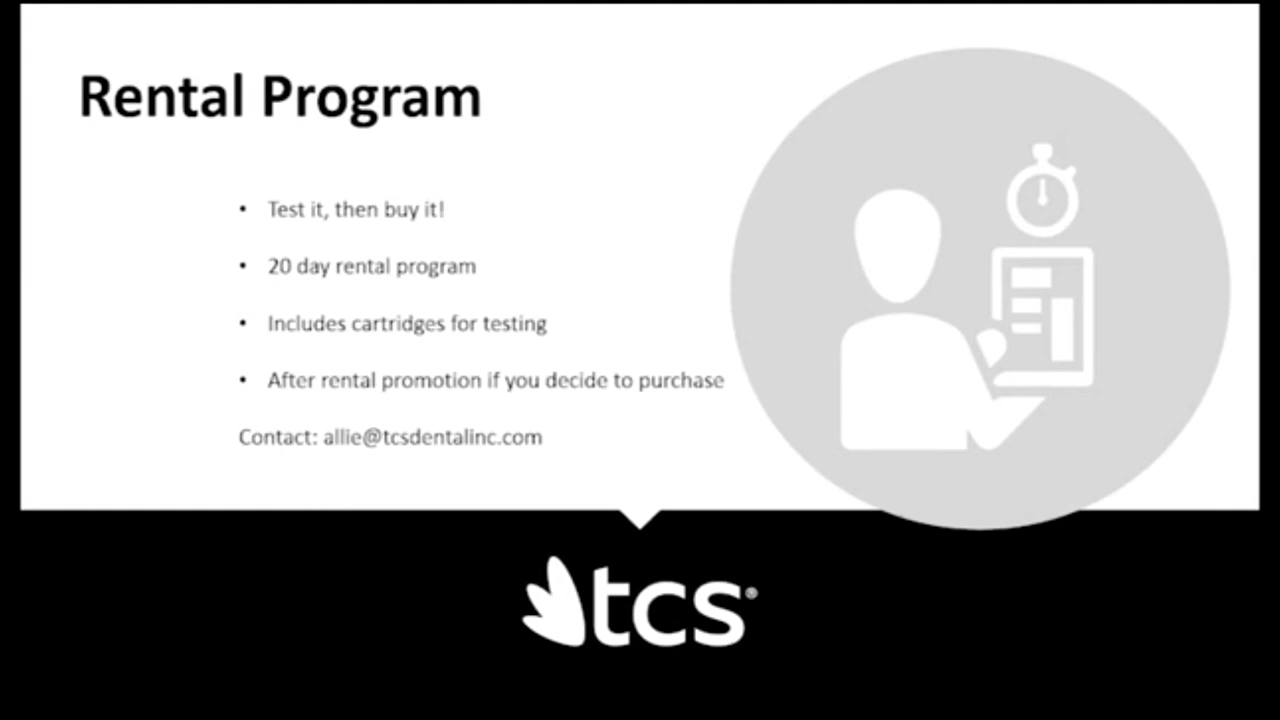 Rental Program
• Test it, then buy it!
• 20 day rental program
• Includes cartridges for testing
• After rental promotion if you decide to purchase
Contact: allie@tcsdentalinc.com
tcs®